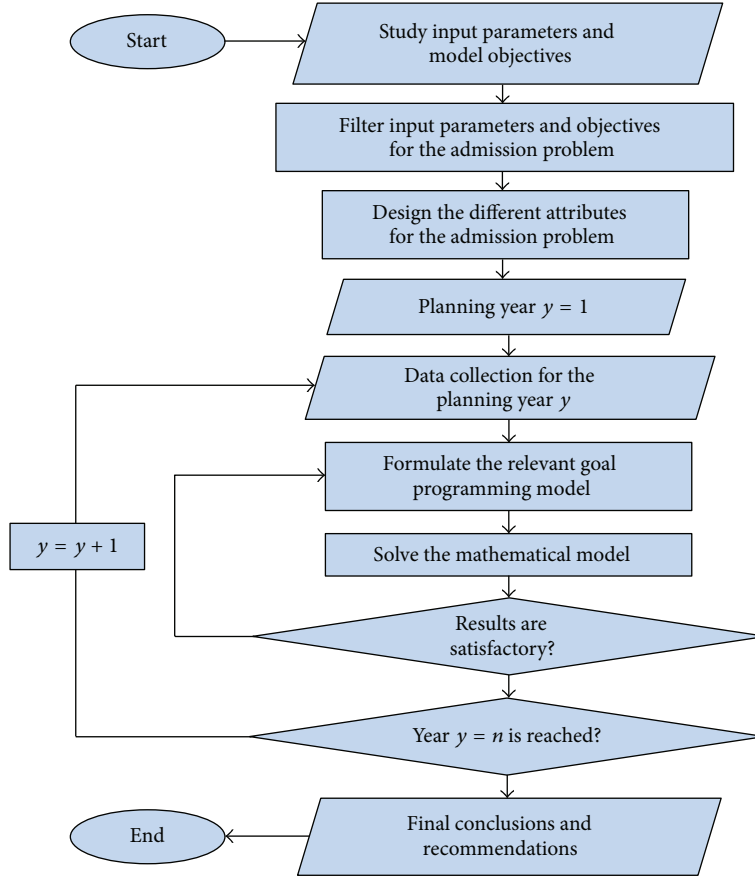 Start
Study input parameters and
model objectives
Filter input parameters and objectives
for the admission problem
Design the different attributes
for the admission problem
Planning year y = 1
Data collection for the
planning year y
Formulate the relevant goal
programming model
y = y + 1
Solve the mathematical model
Results are
satisfactory?
Year y = n is reached?
Final conclusions and
recommendations
End